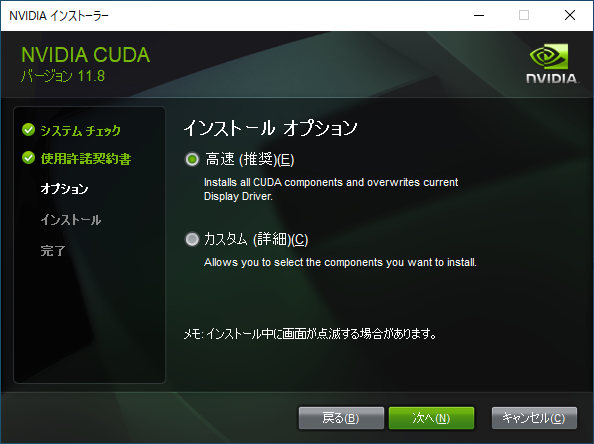 NVIDIA インストーラー
NVIDIA CUDA
バージョン 11.8
NVIDIA.
システム チェック
使用許諾契約書
オプション
インストール
完了
インストール オプション
高速 (推奨)(E)
Installs all CUDA components and overwrites current
Display Driver.
カスタム (詳細)(C)
Allows you to select the components you want to install.
メモ: インストール中に画面が点滅する場合があります。
戻る(B)
次へ(N)
キャンセル(C)